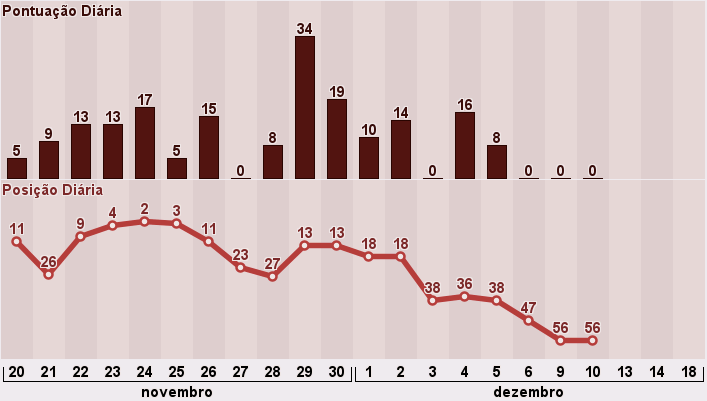 Pontuação Diária
5 9 13 13 17 5 15 0 8 34 19 10 14 0 16 8 0 0 0
Posição Diária
11 26 9 4 2 3 11 23 27 13 13 18 18 38 36 38 47 56 56
20 21 22 23 24 25 26 27 28 29 30 1 2 3 4 5 6 9 10 13 14 18
novembro dezembro